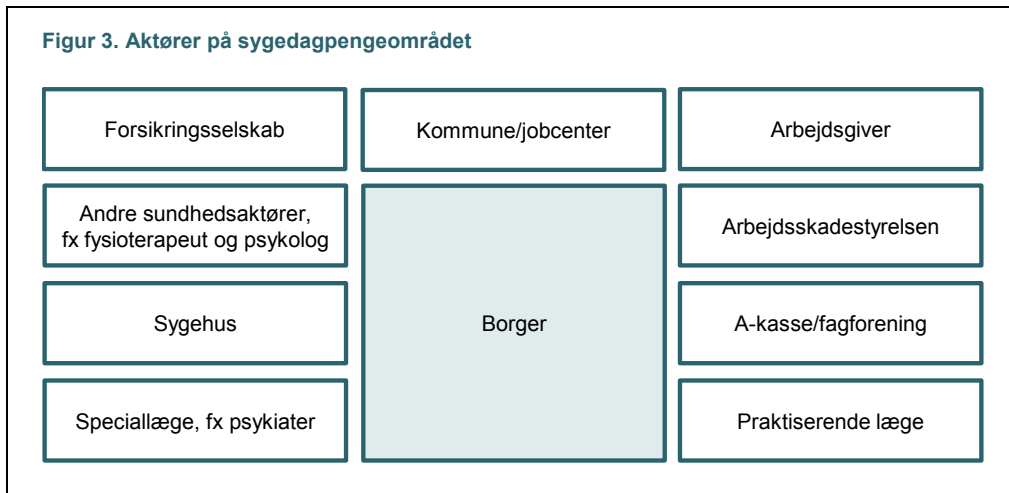 Figur 3. Aktører på sygedagpengeområdet
Forsikringsselskab
Kommune/jobcenter
Arbejdsgiver
Andre sundhedsaktører,
fx fysioterapeut og psykolog
Arbejdsskadestyrelsen
Sygehus
Borger
A-kasse/fagforening
Speciallæge, fx psykiater
Praktiserende læge